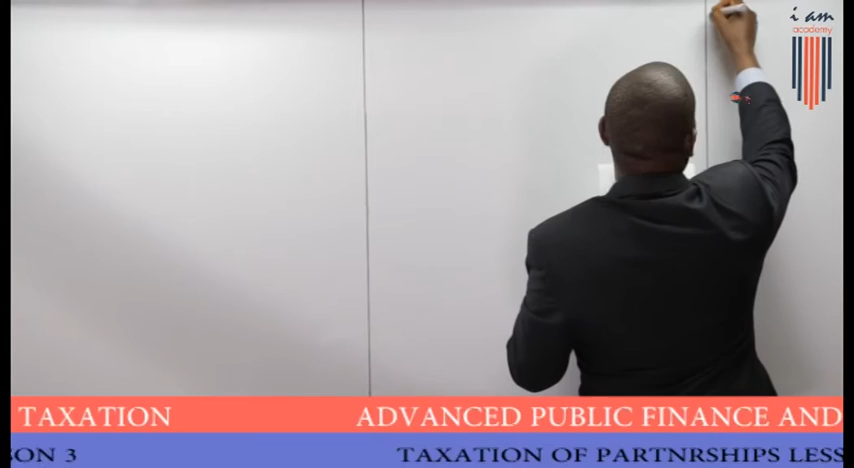 i am
academy
TAXATION ADVANCED PUBLIC FINANCE AND
SON 3 TAXATION OF PARTNRSHIPS LESS